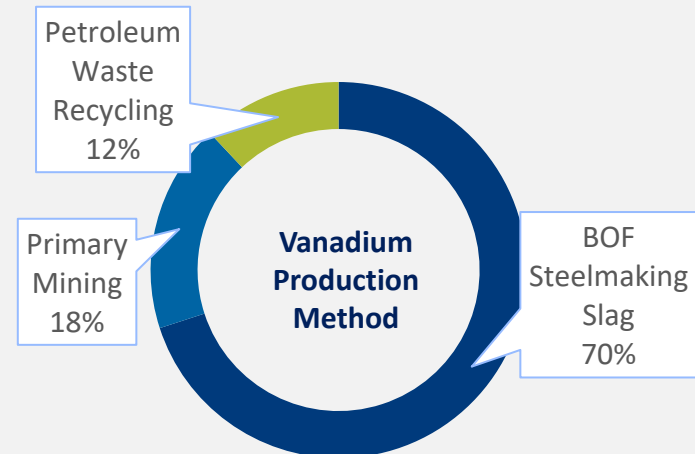 Petroleum
Waste
Recycling
12%
Primary
Mining
18%
Vanadium
Production
Method
BOF
Steelmaking
Slag
70%